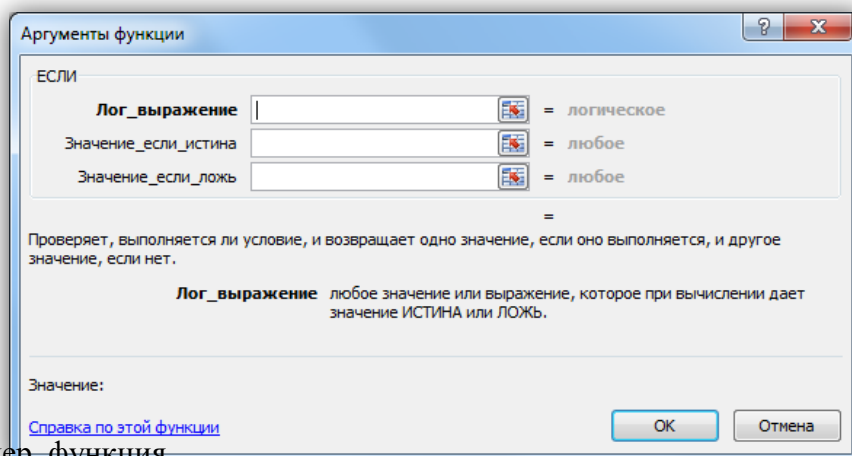 Аргументы функции
ЕСЛИ
Лог_выражение = логическое
Значение_если_истина = любое
Значение_если_ложь = любое
=
Проверяет, выполняется ли условие, и возвращает одно значение, если оно выполняется, и другое
значение, если нет.
Лог_выражение любое значение или выражение, которое при вычислении дает
значение ИСТИНА или ЛОЖЬ.
Значение:
Справка по этой функции ОК Отмена
функция